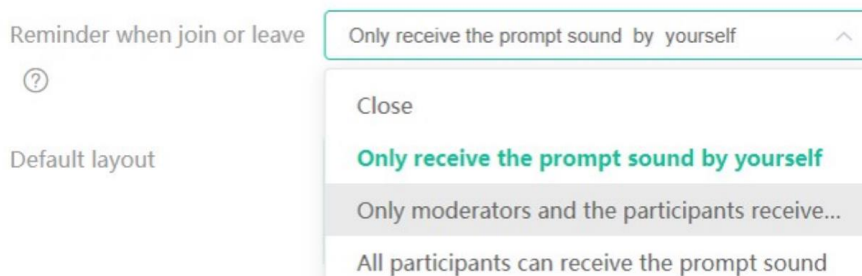 Reminder when join or leave
Only receive the prompt sound by yourself
?
Close
Default layout
Only receive the prompt sound by yourself
Only moderators and the participants receive...
All participants can receive the prompt sound